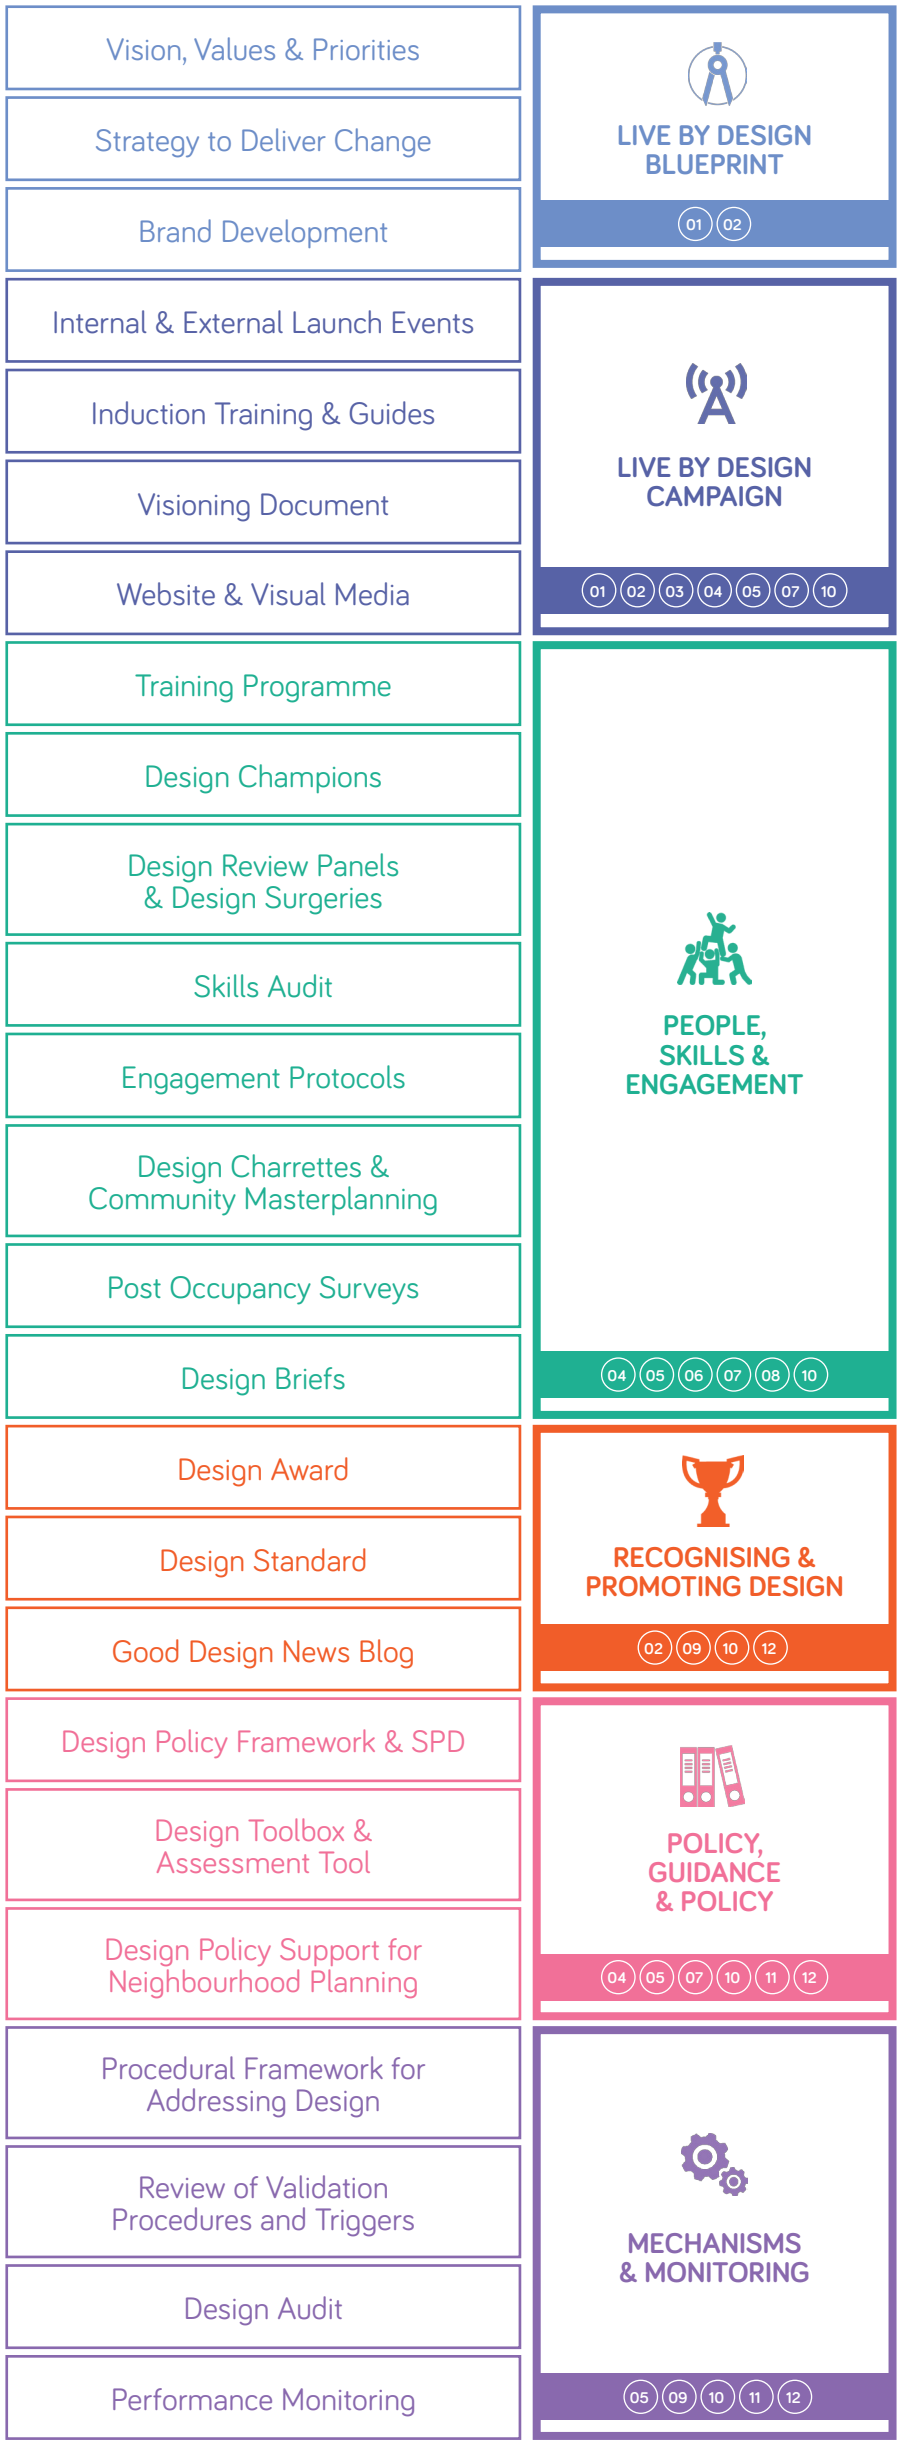 Vision, Values & Priorities
Strategy to Deliver Change
Brand Development
LIVE BY DESIGN
BLUEPRINT
01 02
Internal & External Launch Events
Induction Training & Guides
Visioning Document
Website & Visual Media
LIVE BY DESIGN
CAMPAIGN
01 02 03 04 05 07 10
Training Programme
Design Champions
Design Review Panels
& Design Surgeries
Skills Audit
Engagement Protocols
Design Charrettes &
Community Masterplanning
Post Occupancy Surveys
Design Briefs
PEOPLE,
SKILLS &
ENGAGEMENT
04 05 06 07 08 10
Design Award
Design Standard
Good Design News Blog
RECOGNISING &
PROMOTING DESIGN
02 09 10 12
Design Policy Framework & SPD
Design Toolbox &
Assessment Tool
Design Policy Support for
Neighbourhood Planning
POLICY,
GUIDANCE
& POLICY
04 05 07 10 11 12
Procedural Framework for
Addressing Design
Review of Validation
Procedures and Triggers
Design Audit
Performance Monitoring
MECHANISMS
& MONITORING
05 09 10 11 12